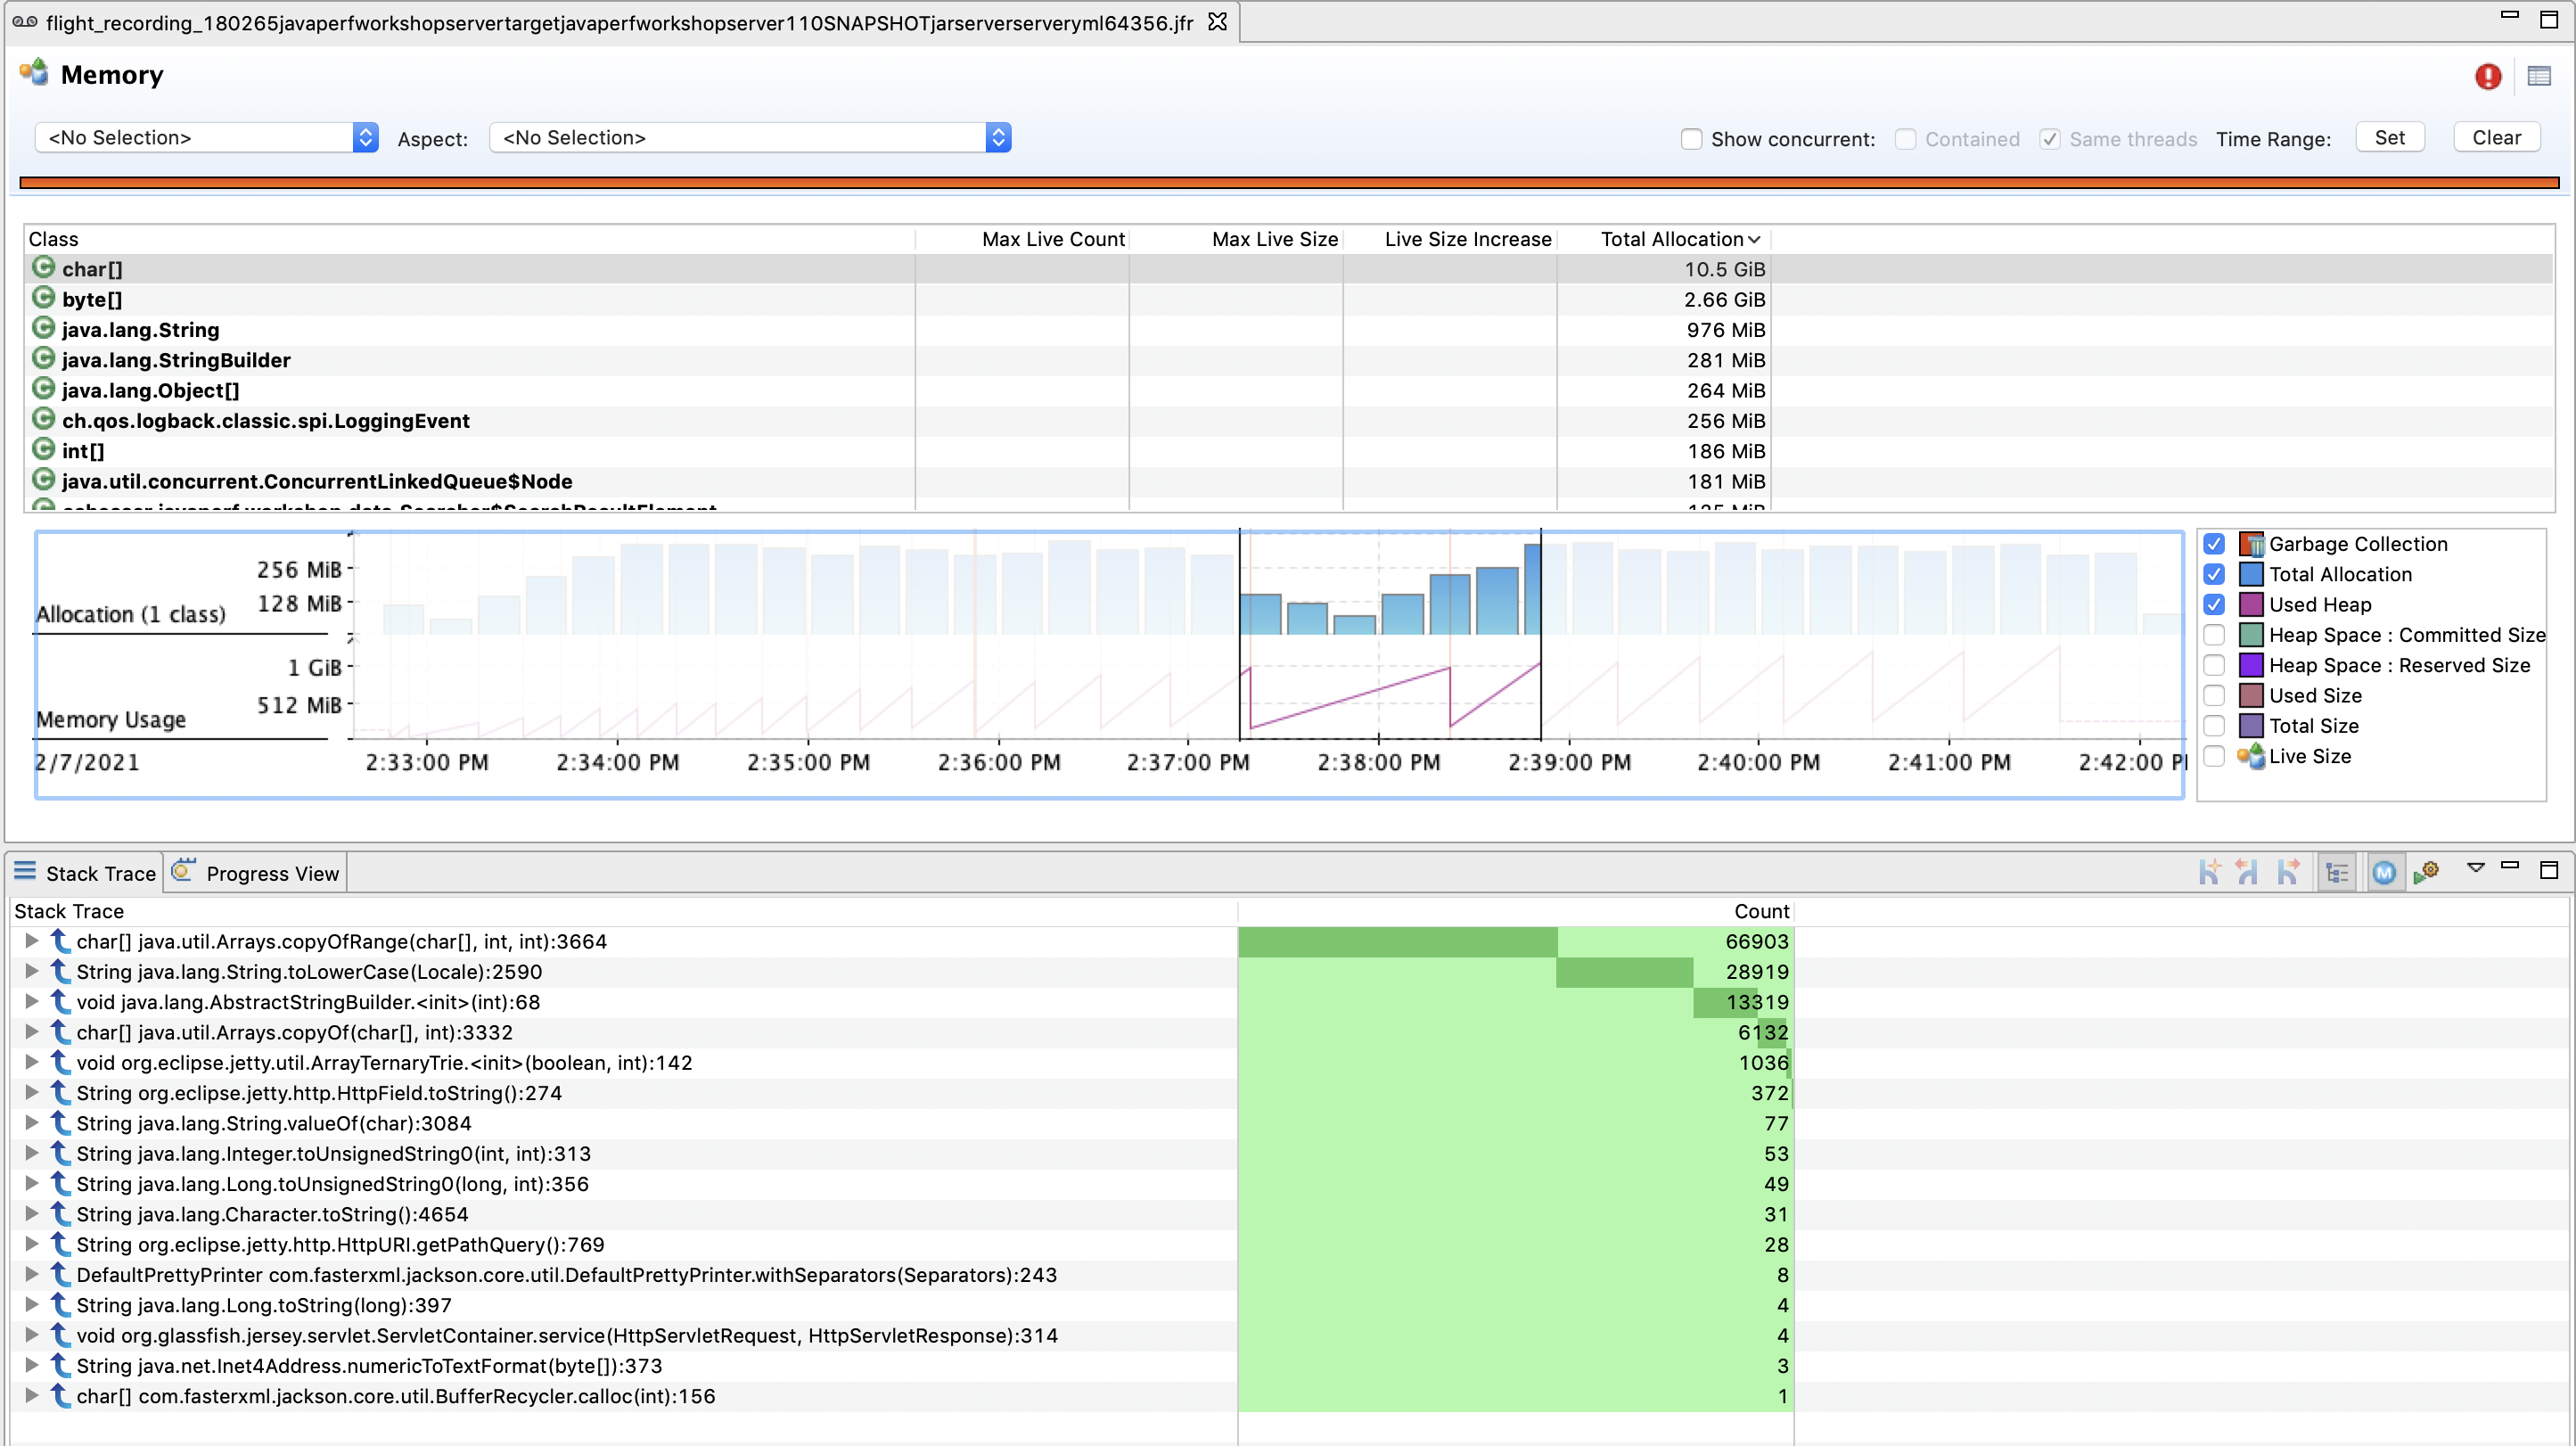 flight_recording_180265javaperfworkshopservertargetjavaperfworkshopserver110SNAPSHOTjarserverserveryml64356.jfr
Memory
<No Selection> Aspect: <No Selection> Show concurrent: Contained Same threads Time Range: Set Clear
Class Max Live Count Max Live Size Live Size Increase Total Allocation
char[] 10.5 GiB
byte[] 2.66 GiB
java.lang.String 976 MiB
java.lang.StringBuilder 281 MiB
java.lang.Object[] 264 MiB
ch.qos.logback.classic.spi.LoggingEvent 256 MiB
int[] 186 MiB
java.util.concurrent.ConcurrentLinkedQueue$Node 181 MiB
256 MiB
128 MiB
Allocation (1 class)
1 GiB
512 MiB
Memory Usage
2/7/2021 2:33:00 PM 2:34:00 PM 2:35:00 PM 2:36:00 PM 2:37:00 PM 2:38:00 PM 2:39:00 PM 2:40:00 PM 2:41:00 PM 2:42:00 P
Garbage Collection
Total Allocation
Used Heap
Heap Space : Committed Size
Heap Space : Reserved Size
Used Size
Total Size
Live Size
Stack Trace Progress View
Stack Trace Count
char[] java.util.Arrays.copyOfRange(char[], int, int):3664 66903
String java.lang.String.toLowerCase(Locale):2590 28919
void java.lang.AbstractStringBuilder.<init>(int):68 13319
char[] java.util.Arrays.copyOf(char[], int):3332 6132
void org.eclipse.jetty.util.ArrayTernaryTrie.<init>(boolean, int):142 1036
String org.eclipse.jetty.http.HttpField.toString():274 372
String java.lang.String.valueOf(char):3084 77
String java.lang.Integer.toUnsignedString0(int, int):313 53
String java.lang.Long.toUnsignedString0(long, int):356 49
String java.lang.Character.toString():4654 31
String org.eclipse.jetty.http.HttpURI.getPathQuery():769 28
DefaultPrettyPrinter com.fasterxml.jackson.core.util.DefaultPrettyPrinter.withSeparators(Separators):243 8
String java.lang.Long.toString(long):397 4
void org.glassfish.jersey.servlet.ServletContainer.service(HttpServletRequest, HttpServletResponse):314 4
String java.net.Inet4Address.numericToTextFormat(byte[]):373 3
char[] com.fasterxml.jackson.core.util.BufferRecycler.calloc(int):156 1